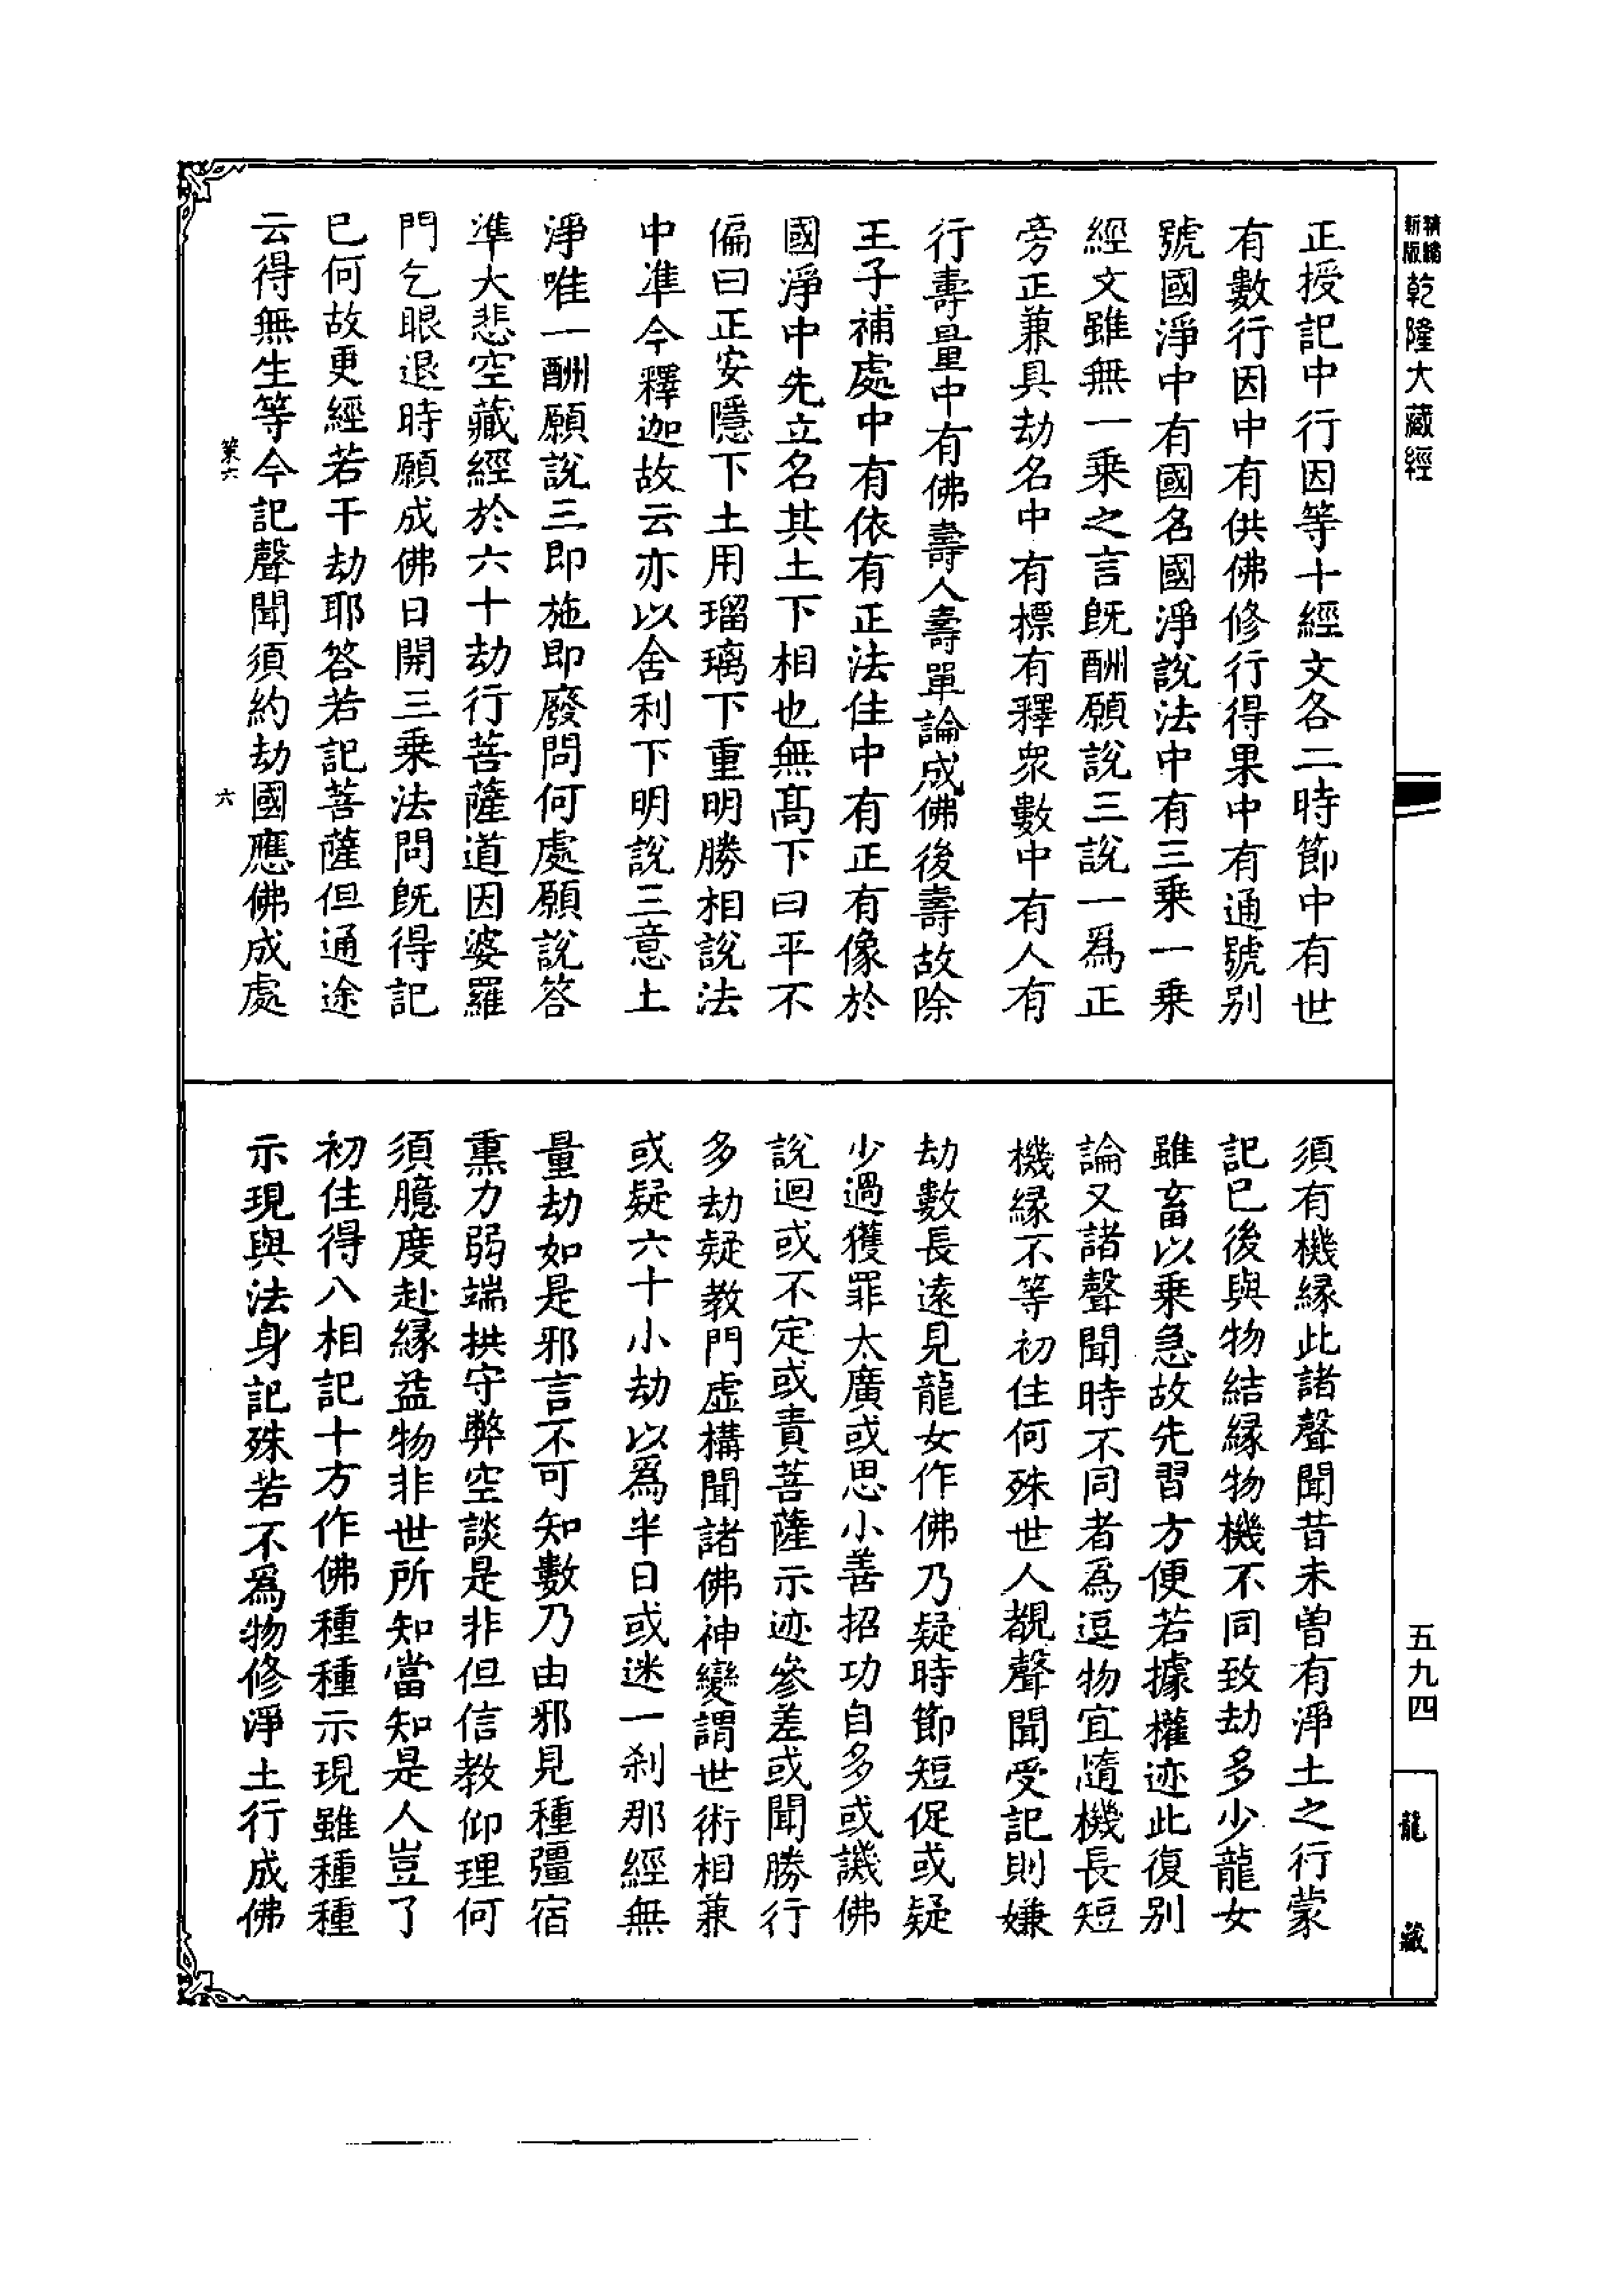 精縮新版乾隆大藏經
五九四
龍藏
正授記中行因等十經文各二時節中有世
有數行因中有供佛修行得果中有通號别
號國淨中有國名國淨說法中有三乘一乘
經文雖無一乘之言旣酬願說三說一爲正
旁正兼具劫名中有標有釋衆數中有人有
行壽量中有佛壽人壽單論成佛後壽故除
王子補處中有依有正法住中有正有像於
國淨中先立名其土下相也無髙下曰平不
偏曰正安隱下土用瑠璃下重明勝相說法
中準今釋迦故云亦以舍利下明說三意土
淨唯一酬願說三即施即廢問何處願說答
準大悲空藏經於六十劫行菩薩道因婆羅
門乞眼退時願成佛日開三乘法問旣得記
已何故更經若干劫耶答若記菩薩但通途
云得無生等今記聲聞須約劫國應佛成處
策六
六
須有機緣此諸聲聞昔未曽有淨土之行蒙
記已後與物結緣物機不同致劫多少龍女
雖畜以乘急故先習方便若據權迹此復别
論又諸聲聞時不同者為逗物宜隨機長短
機緣不等初住何殊世人覩聲聞受記則嫌
劫數長遠見龍女作佛乃疑時節短促或疑
少過獲罪太廣或思小善招功自多或譏佛
說迴或不定或責菩薩示迹參差或聞勝行
多劫疑教門虛構聞諸佛神變謂世術相兼
或疑六十小劫以爲半日或迷一刹那經無
量劫如是邪言不可知數乃由邪見種彊宿
熏力弱端拱守弊空談是非但信教仰理何
須臆度赴緣益物非世所知當知是人豈了
初住得八相記十方作佛種種示現雖種種
示現與法身記殊若不爲物修淨土行成佛